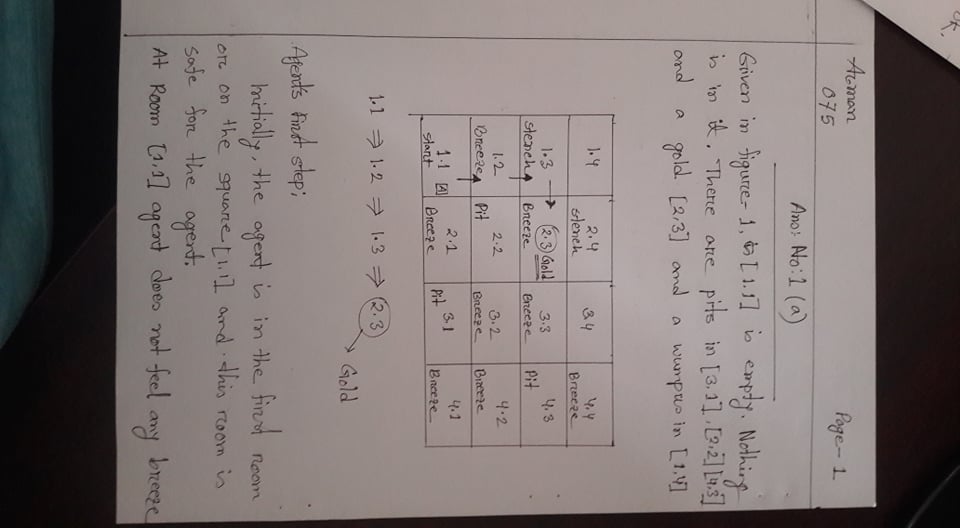 OK.
Arman
075
Page- 1
Ans: No: 1 (a)
Given in figure- 1, [1.1] is empty. Nothing
is in it. There are pits in [3,1], [2,2] [4,3]
and a gold [2,3] and a wumpus in [1,4]
1.4 2.4 3.4 4.4
stench Breeze
1.3 → 2.3 Gold 3.3 4.3
stench Breeze Breeze Pit
1.2 2.2 3.2 4.2
Breeze Pit Breeze Breeze
1.1 A 2.1 3.1 4.1
start Breeze Pit Breeze
1.1 ⇒ 1.2 ⇒ 1.3 ⇒ 2.3
Gold
Agent's first step;
Initially, the agent is in the first room
or on the square [1,1] and this room is
safe for the agent.
At Room [1,1] agent does not feel any breeze